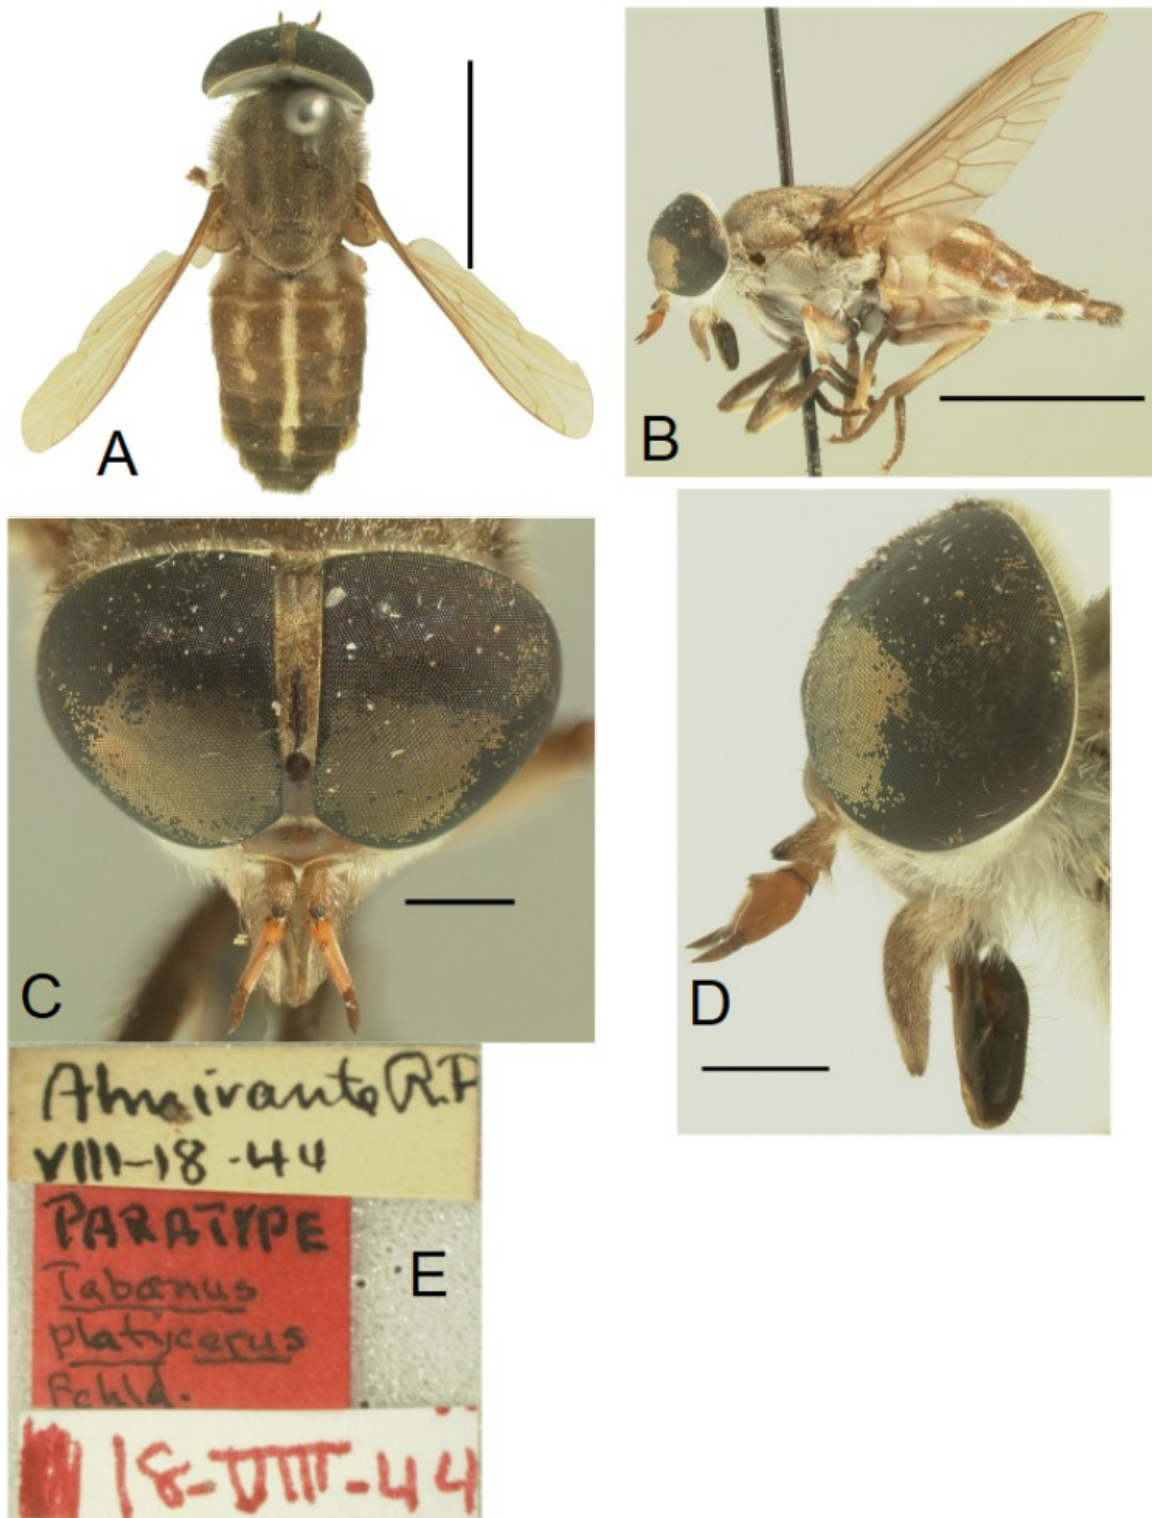 A
B
C
D
Almirante R.P
VIII-18-44
PARATYPE
Tabanus
platycerus
Fchld.
E
18-VIII-44